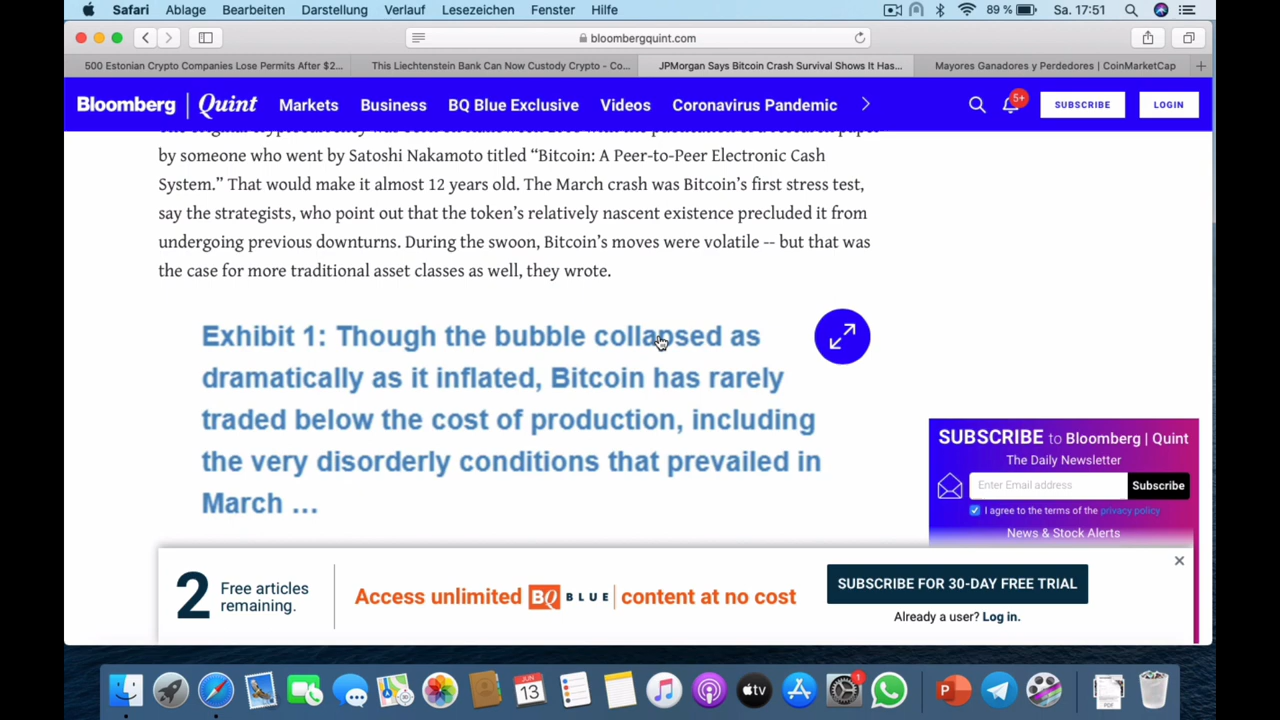 Safari Ablage Bearbeiten Darstellung Verlauf Lesezeichen Fenster Hilfe 89 % Sa. 17:51
bloombergquint.com
500 Estonian Crypto Companies Lose Permits After $2... This Liechtenstein Bank Can Now Custody Crypto - Co... JPMorgan Says Bitcoin Crash Survival Shows It Has... Mayores Ganadores y Perdedores | CoinMarketCap
Bloomberg | Quint Markets Business BQ Blue Exclusive Videos Coronavirus Pandemic 5+ SUBSCRIBE LOGIN
by someone who went by Satoshi Nakamoto titled “Bitcoin: A Peer-to-Peer Electronic Cash
System.” That would make it almost 12 years old. The March crash was Bitcoin’s first stress test,
say the strategists, who point out that the token’s relatively nascent existence precluded it from
undergoing previous downturns. During the swoon, Bitcoin’s moves were volatile -- but that was
the case for more traditional asset classes as well, they wrote.
Exhibit 1: Though the bubble collapsed as
dramatically as it inflated, Bitcoin has rarely
traded below the cost of production, including
the very disorderly conditions that prevailed in
March ...
SUBSCRIBE to Bloomberg | Quint
The Daily Newsletter
Enter Email address Subscribe
I agree to the terms of the privacy policy
News & Stock Alerts
2 Free articles
remaining.
Access unlimited BQ BLUE content at no cost
SUBSCRIBE FOR 30-DAY FREE TRIAL
Already a user? Log in.
JUN
13
tv
1
PDF